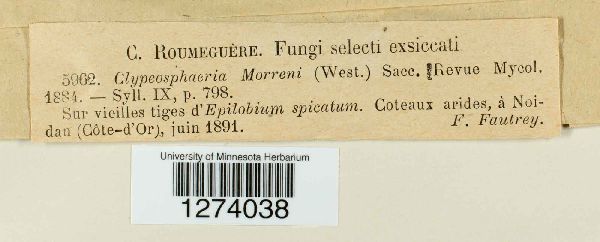 C. ROUMEGUÈRE. Fungi selecti exsiccati
5962. Clypeosphaeria Morreni (West.) Sacc. Revue Mycol.
1884. — Syll. IX, p. 798.
Sur vieilles tiges d'Epilobium spicatum. Coteaux arides, à Noi-
dan (Côte-d'Or), juin 1891. F. Fautrey.
University of Minnesota Herbarium
1274038